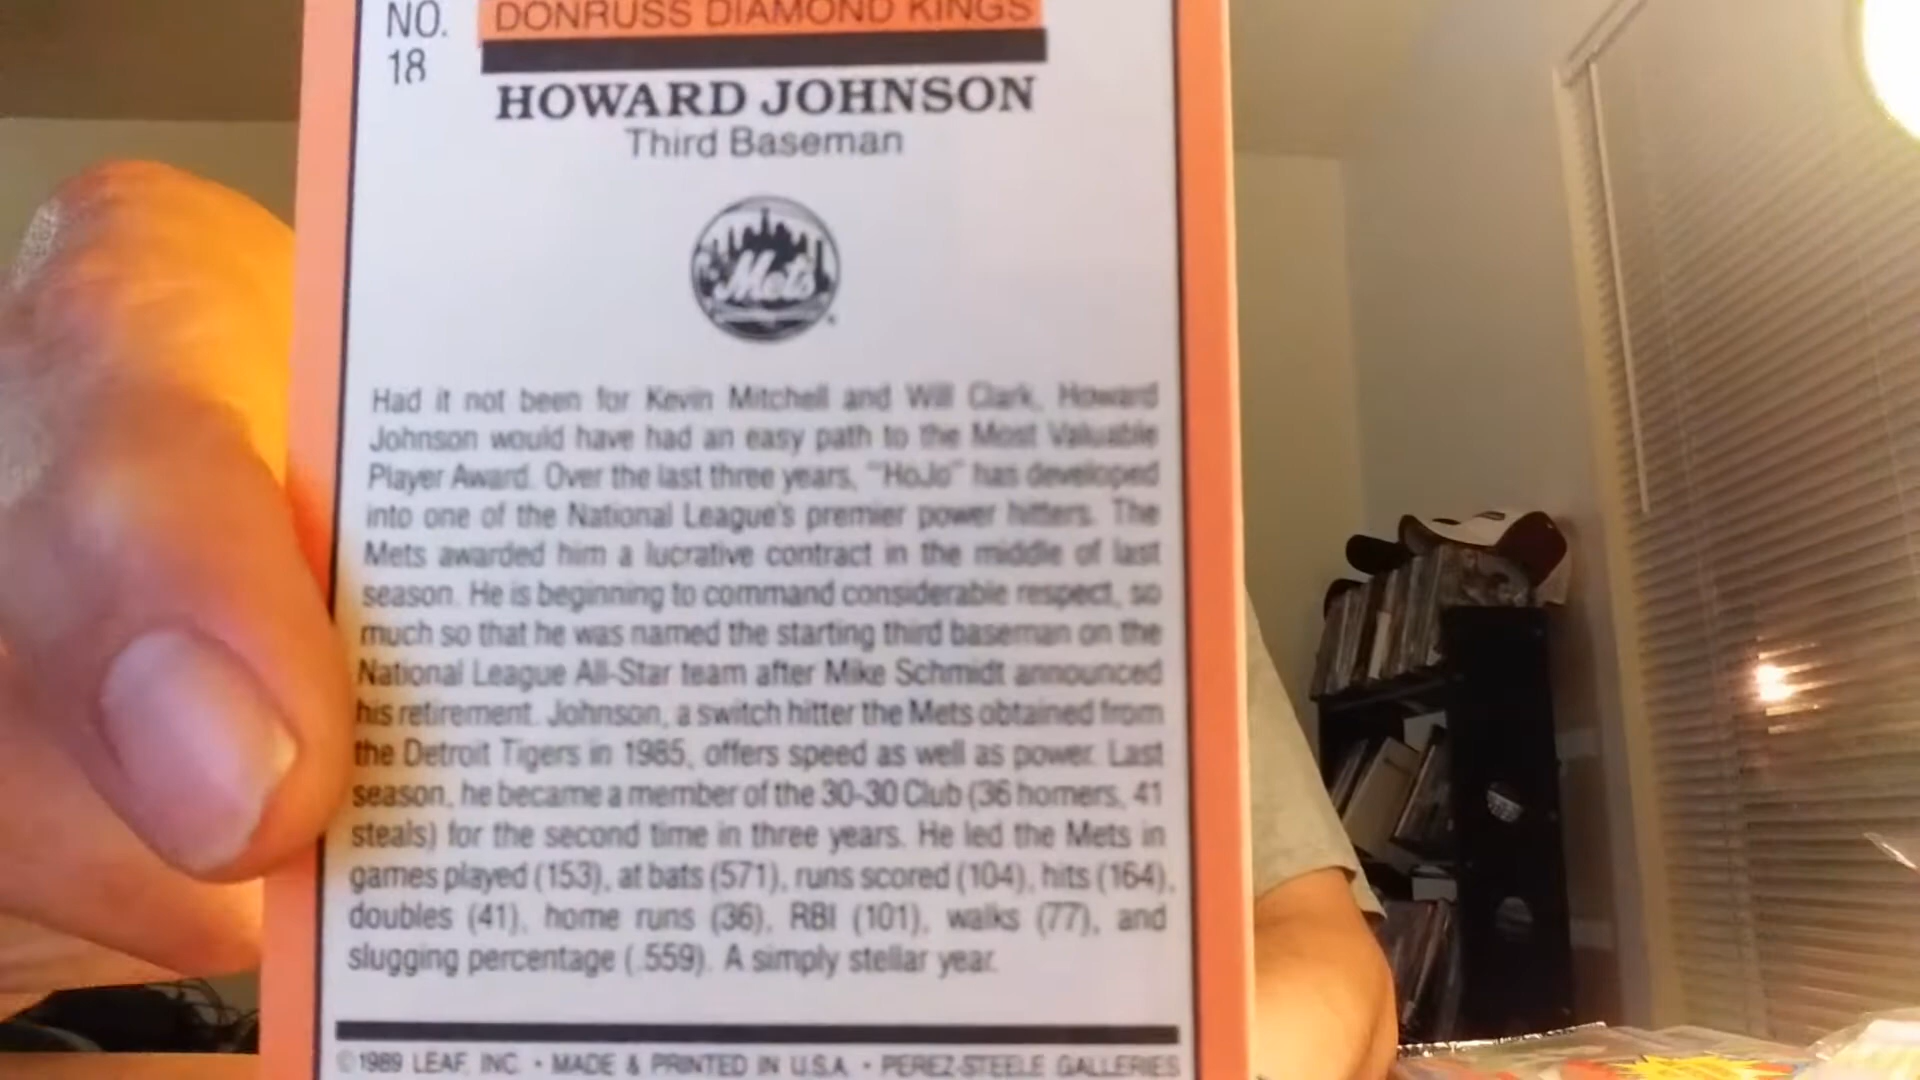 NO.
18
DONRUSS DIAMOND KINGS
HOWARD JOHNSON
Third Baseman
Mets
Had it not been for Kevin Mitchell and Will Clark, Howard
Johnson would have had an easy path to the Most Valuable
Player Award. Over the last three years, "HoJo" has developed
into one of the National League's premier power hitters. The
Mets awarded him a lucrative contract in the middle of last
season. He is beginning to command considerable respect, so
much so that he was named the starting third baseman on the
National League All-Star team after Mike Schmidt announced
his retirement. Johnson, a switch hitter the Mets obtained from
the Detroit Tigers in 1985, offers speed as well as power. Last
season, he became a member of the 30-30 Club (36 homers, 41
steals) for the second time in three years. He led the Mets in
games played (153), at bats (571), runs scored (104), hits (164),
doubles (41), home runs (36), RBI (101), walks (77), and
slugging percentage (.559). A simply stellar year.
©1989 LEAF, INC. • MADE & PRINTED IN U.S.A. • PEREZ-STEELE GALLERIES